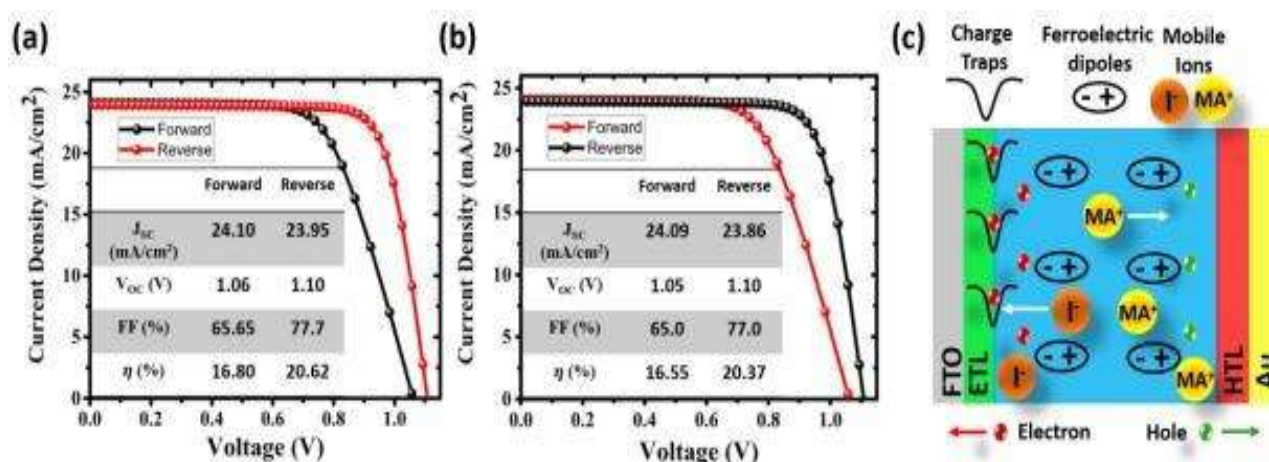 (a)
Current Density (mA/cm²)
25
20
15
10
5
0
Forward
Reverse
Forward Reverse
J_SC (mA/cm²) 24.10 23.95
V_OC (V) 1.06 1.10
FF (%) 65.65 77.7
η (%) 16.80 20.62
0.0 0.2 0.4 0.6 0.8 1.0
Voltage (V)
(b)
Current Density (mA/cm²)
25
20
15
10
5
0
Forward
Reverse
Forward Reverse
J_SC (mA/cm²) 24.09 23.86
V_OC (V) 1.05 1.10
FF (%) 65.0 77.0
η (%) 16.55 20.37
0.0 0.2 0.4 0.6 0.8 1.0
Voltage (V)
(c)
Charge Traps
Ferroelectric dipoles
Mobile Ions
- +
I⁻ MA⁺
- + - +
MA⁺
- + - +
I⁻ MA⁺
- + - +
I⁻ MA⁺
FTO
ETL
HTL
Au
Electron Hole